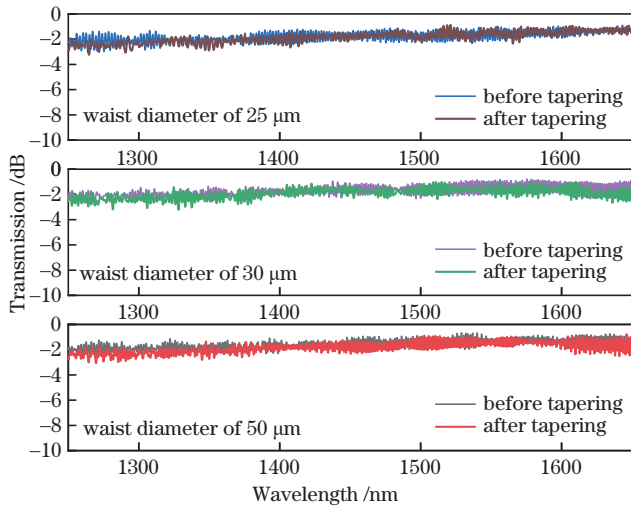 0
−2
−4
−6
−8
−10
before tapering
after tapering
waist diameter of 25 μm
1300 1400 1500 1600
Transmission /dB
0
−2
−4
−6
−8
−10
before tapering
after tapering
waist diameter of 30 μm
1300 1400 1500 1600
0
−2
−4
−6
−8
−10
before tapering
after tapering
waist diameter of 50 μm
1300 1400 1500 1600
Wavelength /nm